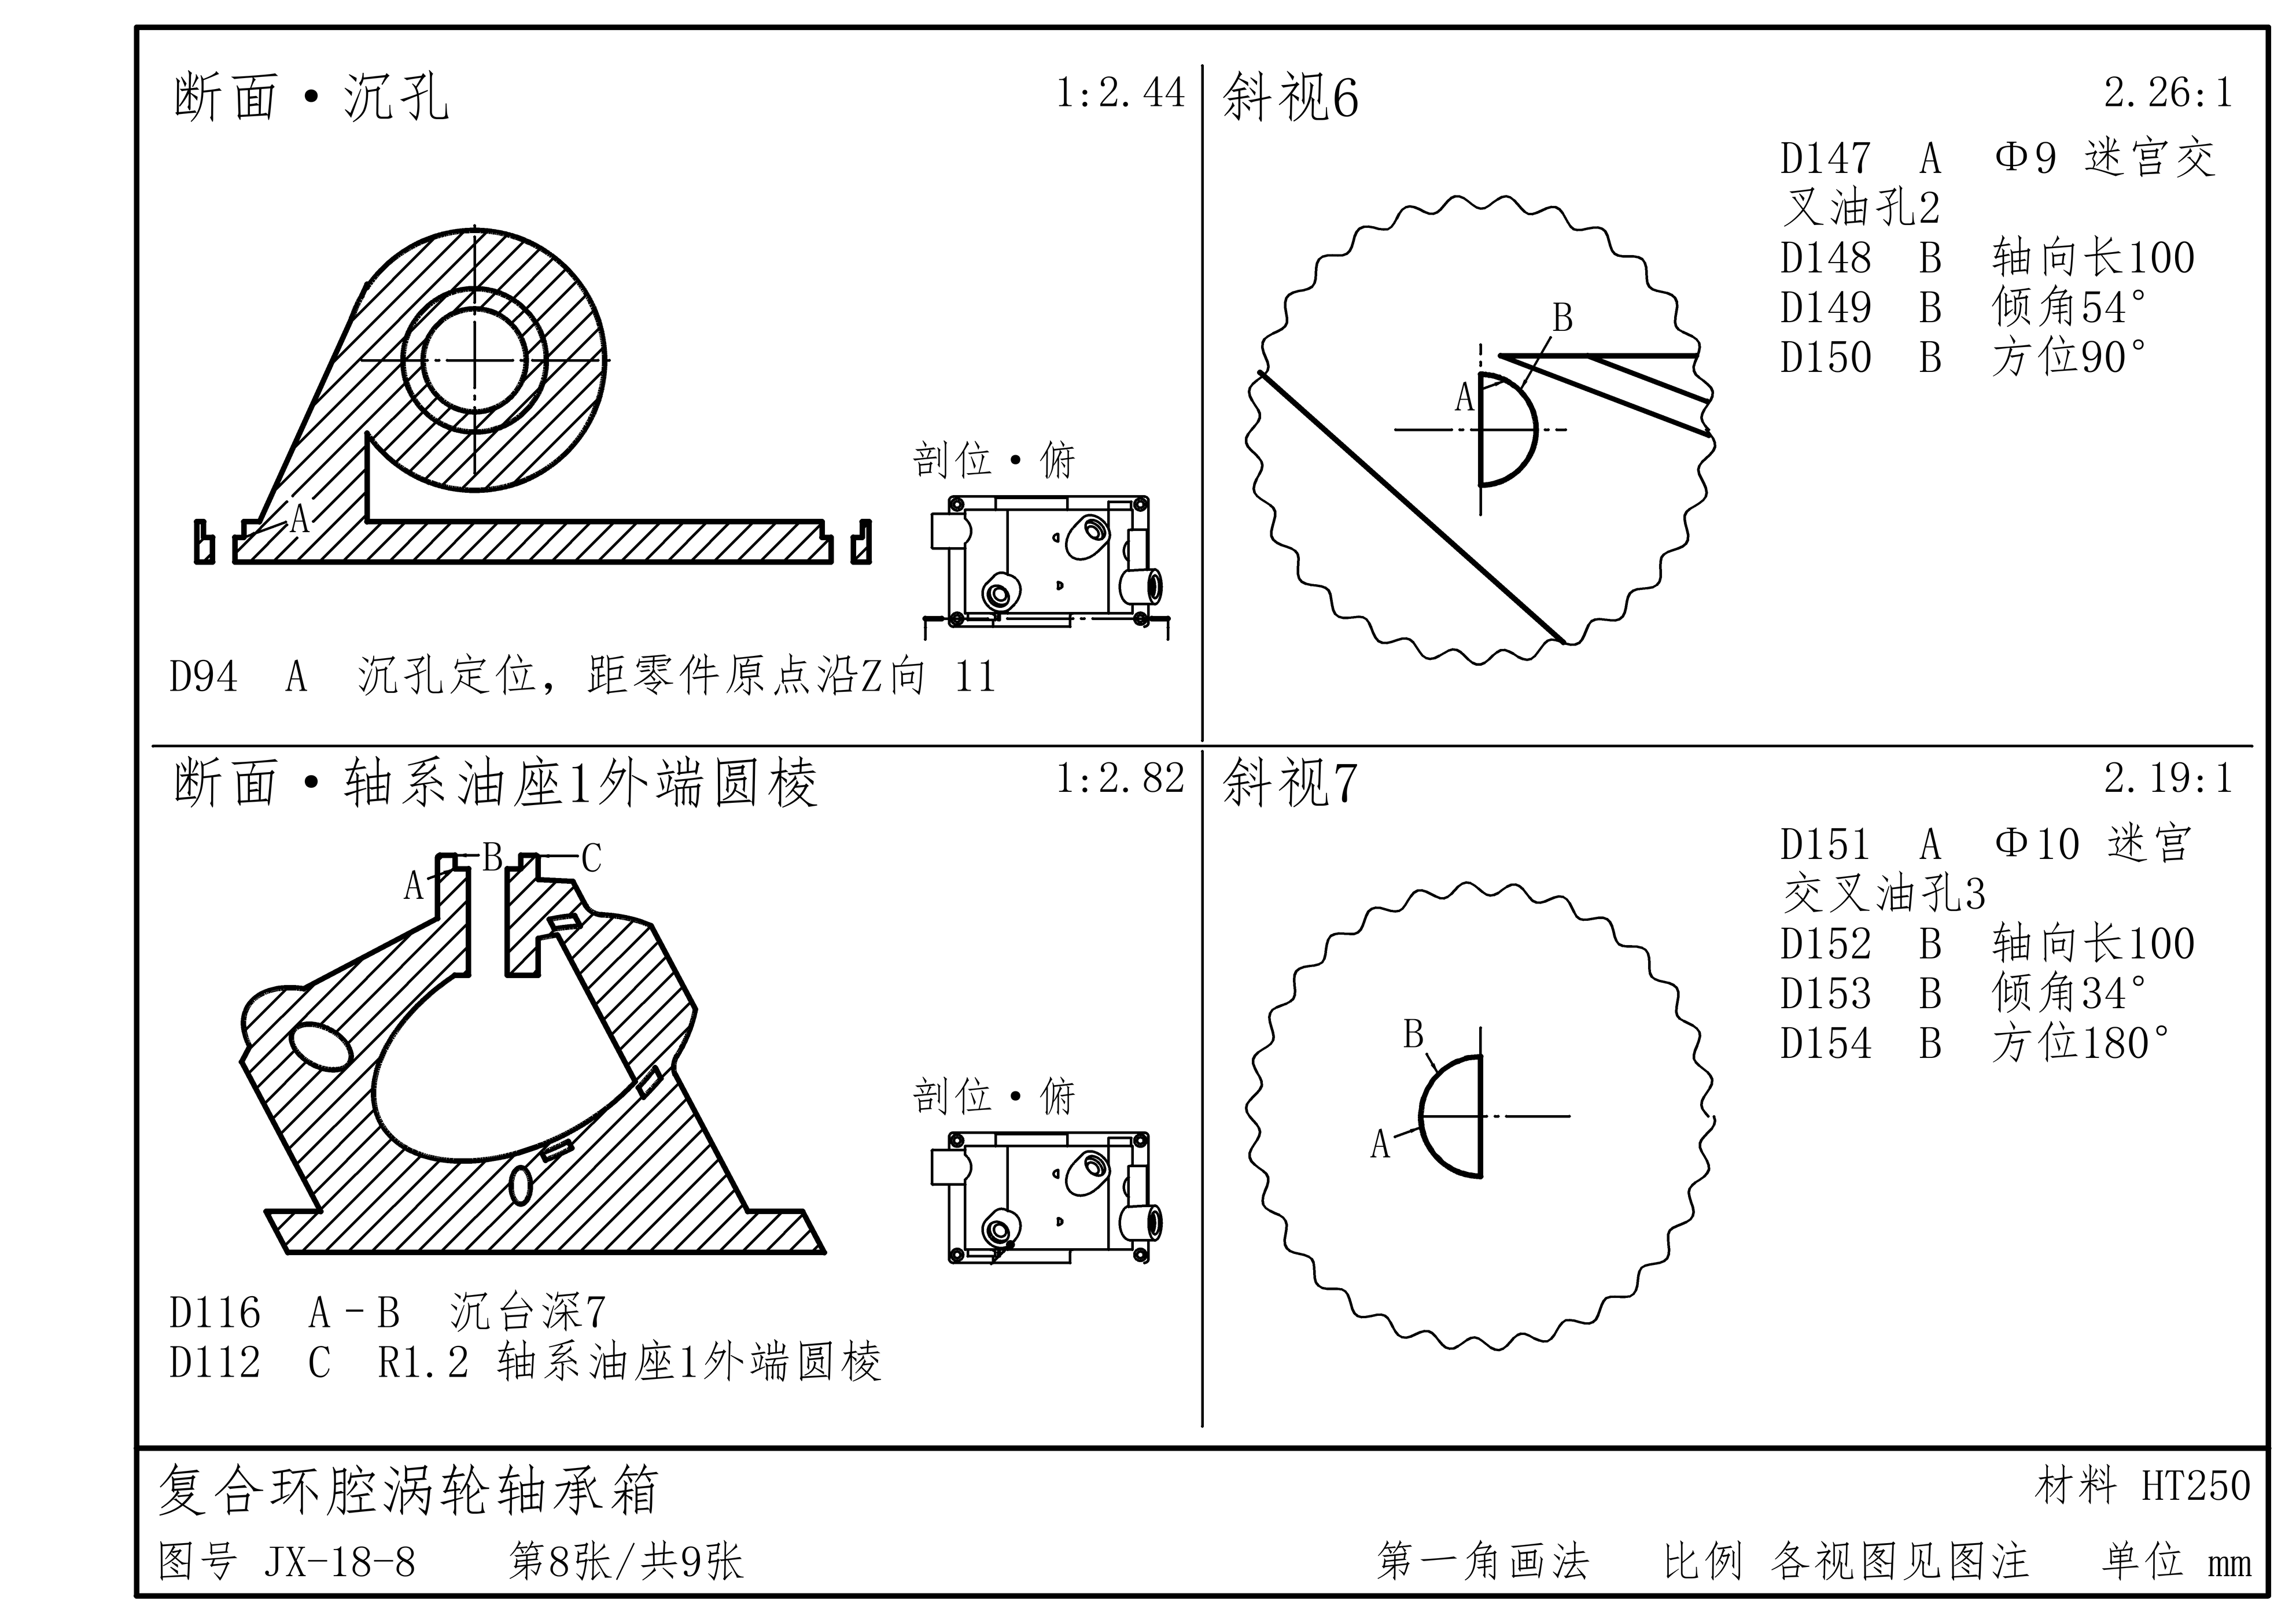 断面·沉孔 1:2.44
A
剖位·俯
D94 A 沉孔定位，距零件原点沿Z向 11
斜视6 2.26:1
D147 A Φ9 迷宫交
叉油孔2
D148 B 轴向长100
D149 B 倾角54°
D150 B 方位90°
B
A
断面·轴系油座1外端圆棱 1:2.82
B
C
A
剖位·俯
D116 A-B 沉台深7
D112 C R1.2 轴系油座1外端圆棱
斜视7 2.19:1
D151 A Φ10 迷宫
交叉油孔3
D152 B 轴向长100
D153 B 倾角34°
D154 B 方位180°
B
A
复合环腔涡轮轴承箱 材料 HT250
图号 JX-18-8 第8张/共9张 第一角画法 比例 各视图见图注 单位 mm